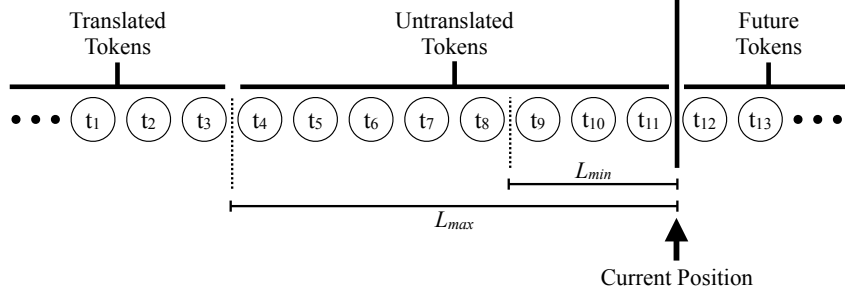 Translated Tokens
Untranslated Tokens
Future Tokens
••• t1 t2 t3 t4 t5 t6 t7 t8 t9 t10 t11 t12 t13 •••
Lmin
Lmax
Current Position